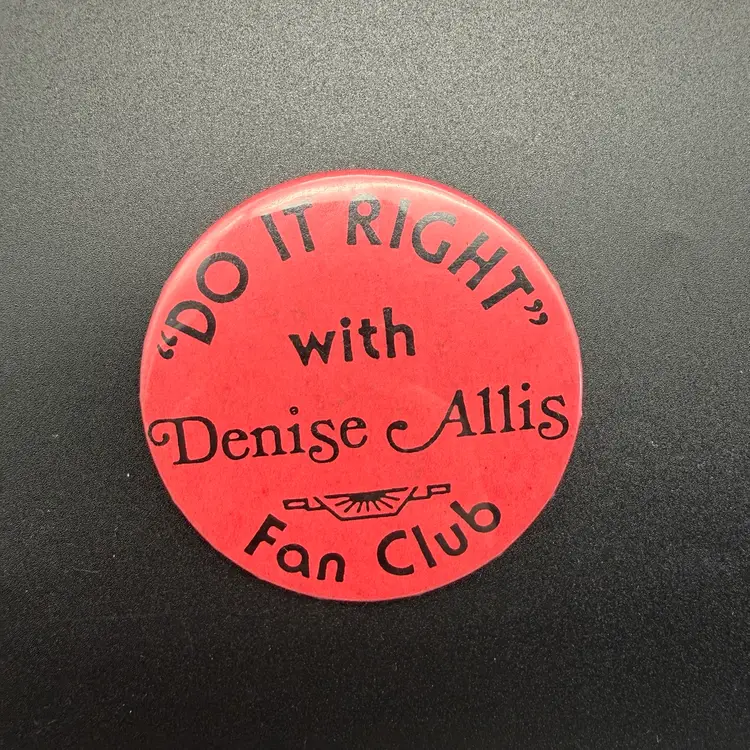 “DO IT RIGHT”
with
Denise Allis
Fan Club